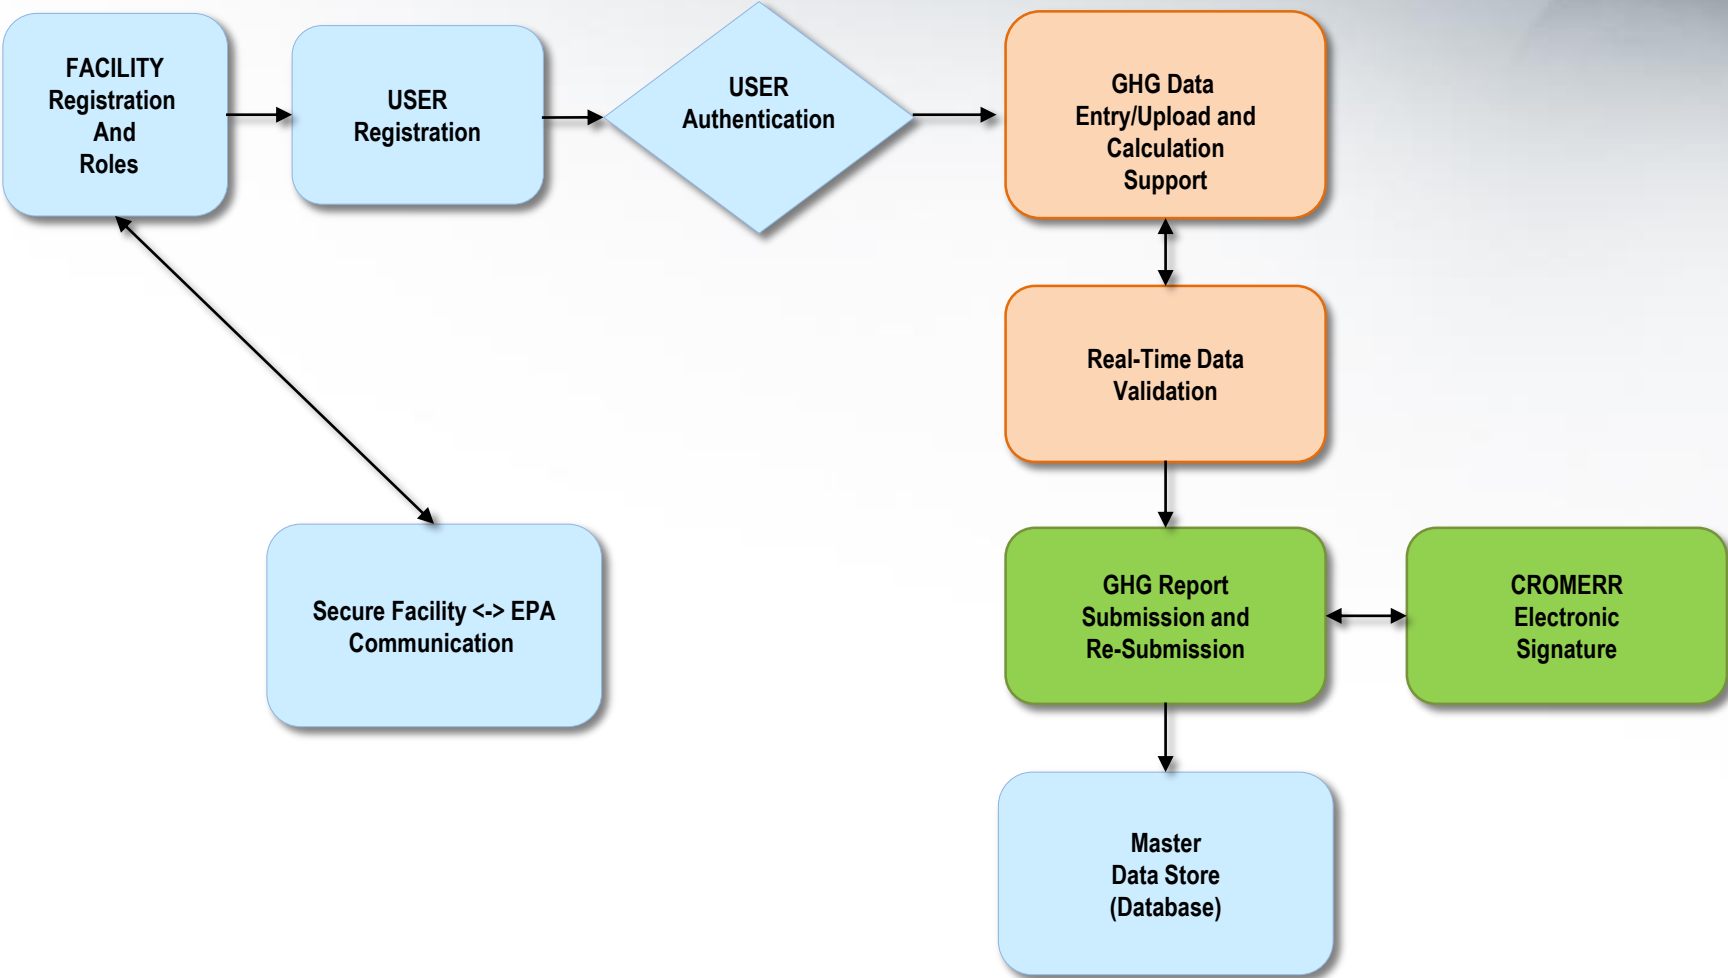 FACILITY
Registration
And
Roles
USER
Registration
USER
Authentication
GHG Data
Entry/Upload and
Calculation
Support
Real-Time Data
Validation
Secure Facility <-> EPA
Communication
GHG Report
Submission and
Re-Submission
CROMERR
Electronic
Signature
Master
Data Store
(Database)